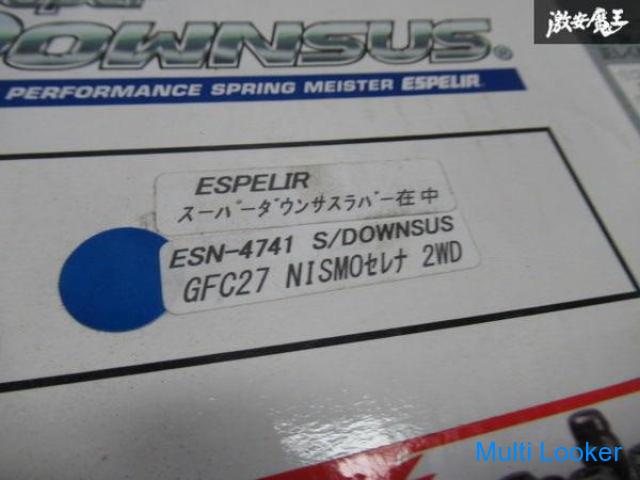 激安魔王
DOWNSUS®
PERFORMANCE SPRING MEISTER ESPELIR
ESPELIR
スーパーダウンサスラバー在中
ESN-4741 S/DOWNSUS
GFC27 NISMOセレナ 2WD
Multi Looker